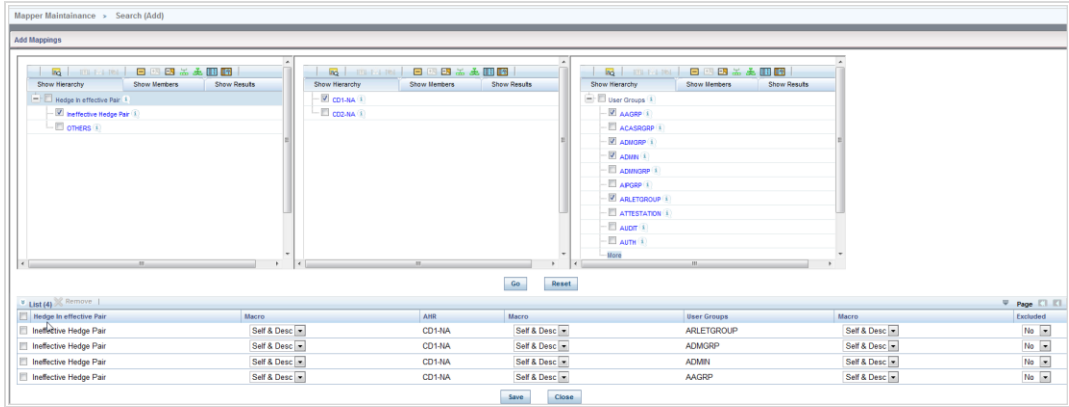 Mapper Maintainance > Search (Add)
Add Mappings
Show Hierarchy Show Members Show Results
Hedge In effective Pair
Ineffective Hedge Pair
OTHERS
Show Hierarchy Show Members Show Results
CD1-NA
CD2-NA
Show Hierarchy Show Members Show Results
User Groups
AAGRP
ACASRGRP
ADMGRP
ADMIN
ADMNGRP
AIPGRP
ARLETGROUP
ATTESTATION
AUDIT
AUTH
More
Go Reset
List (4) Remove Page
Hedge In effective Pair Macro AHR Macro User Groups Macro Excluded
Ineffective Hedge Pair Self & Desc CD1-NA Self & Desc ARLETGROUP Self & Desc No
Ineffective Hedge Pair Self & Desc CD1-NA Self & Desc ADMGRP Self & Desc No
Ineffective Hedge Pair Self & Desc CD1-NA Self & Desc ADMIN Self & Desc No
Ineffective Hedge Pair Self & Desc CD1-NA Self & Desc AAGRP Self & Desc No
Save Close